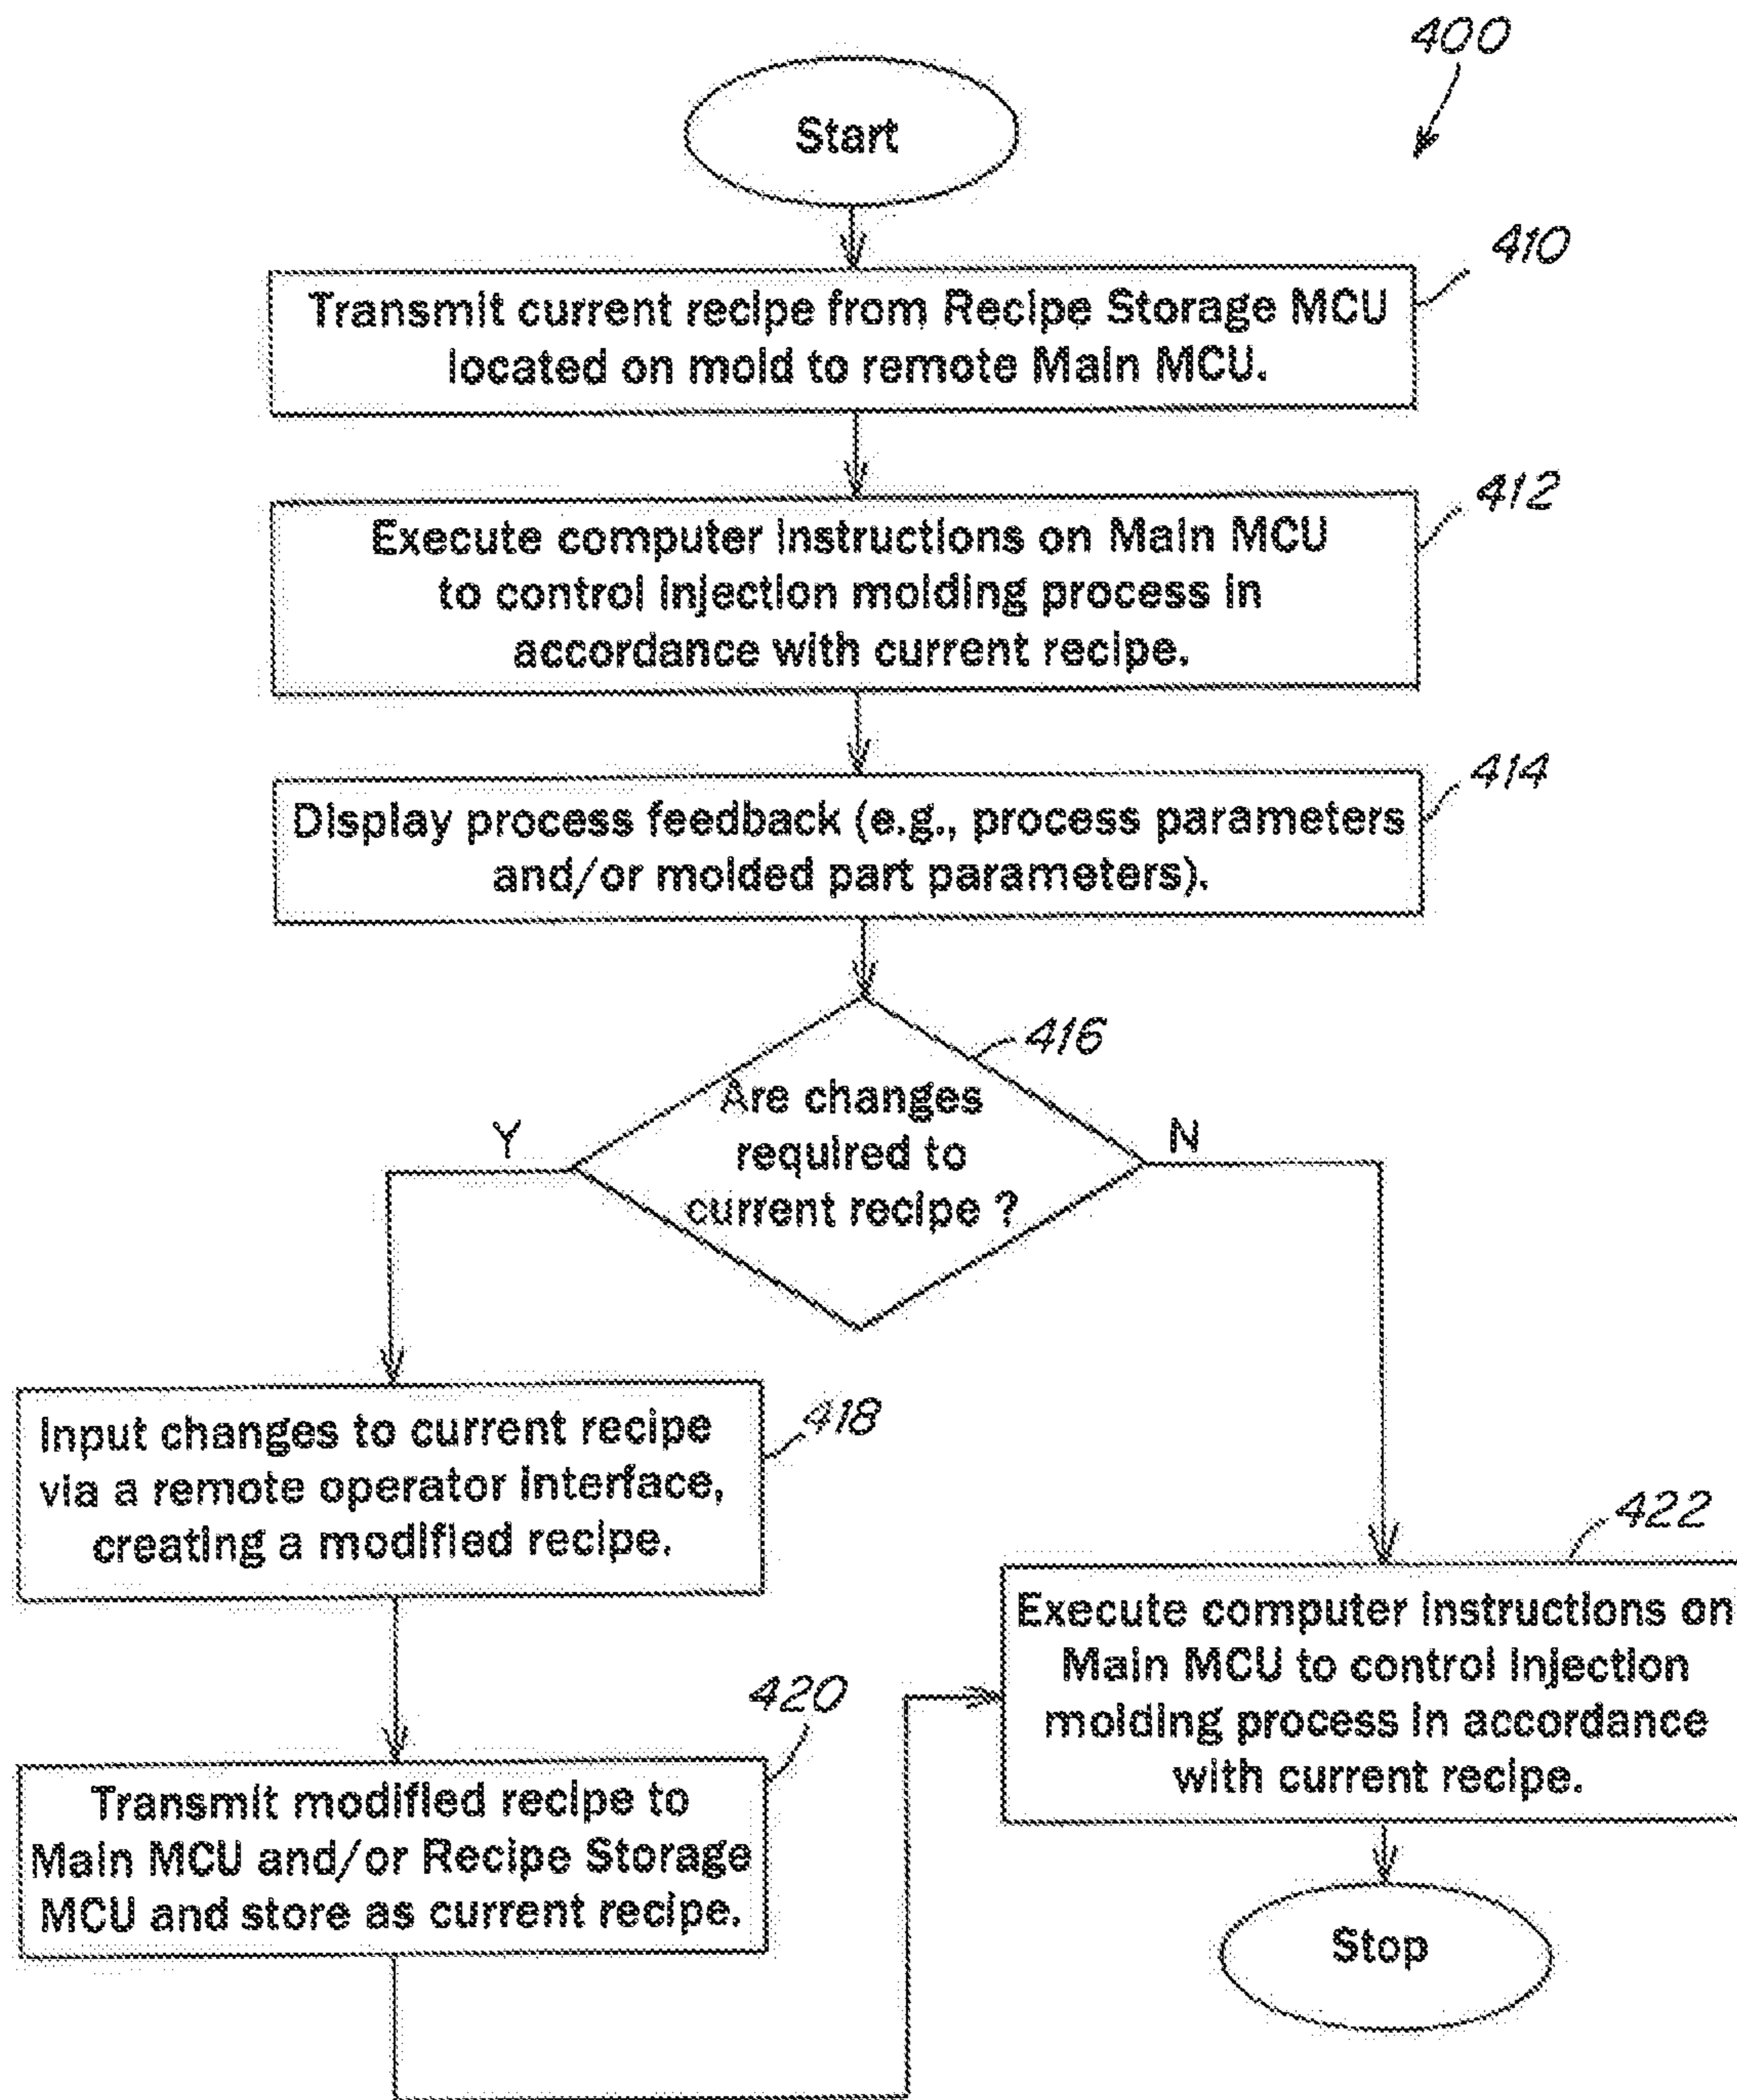 400
Start
410
Transmit current recipe from Recipe Storage MCU
located on mold to remote Main MCU.
412
Execute computer instructions on Main MCU
to control injection molding process in
accordance with current recipe.
414
Display process feedback (e.g., process parameters
and/or molded part parameters).
416
Are changes
required to
current recipe ?
Y
N
418
Input changes to current recipe
via a remote operator interface,
creating a modified recipe.
420
Transmit modified recipe to
Main MCU and/or Recipe Storage
MCU and store as current recipe.
422
Execute computer instructions on
Main MCU to control injection
molding process in accordance
with current recipe.
Stop